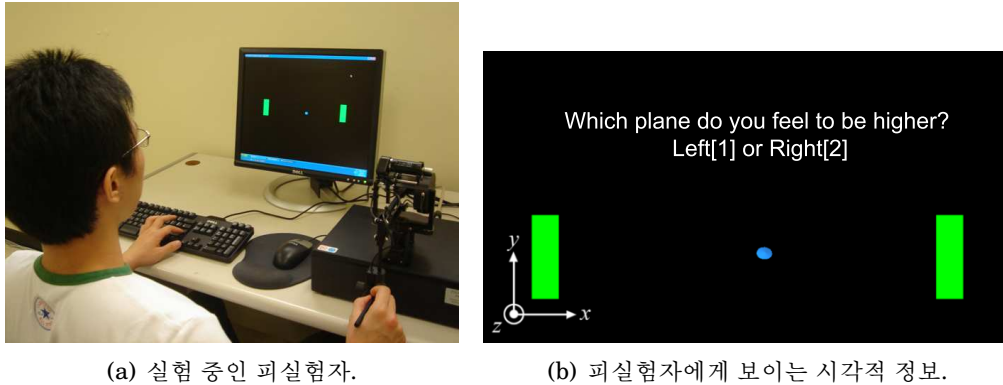 DELL
Which plane do you feel to be higher?
Left[1] or Right[2]
y
x
z
(a) 실험 중인 피실험자.
(b) 피실험자에게 보이는 시각적 정보.